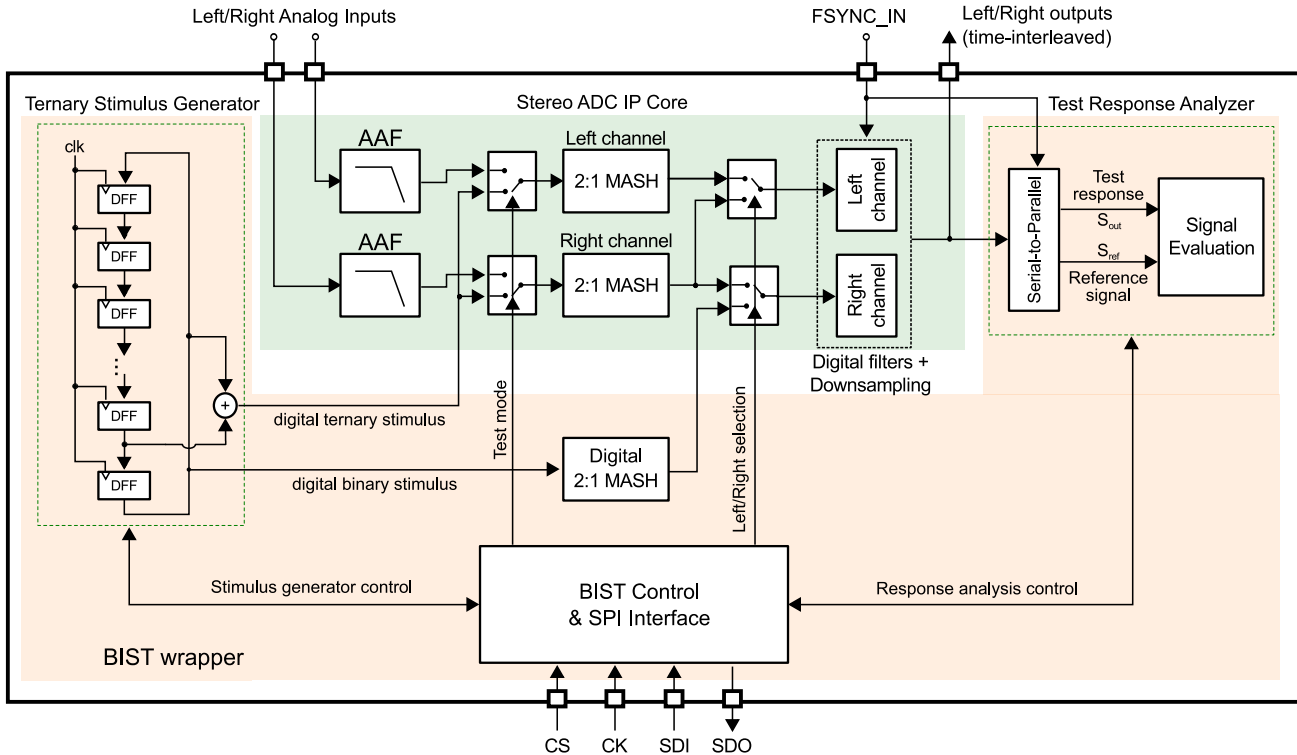 Left/Right Analog Inputs
FSYNC_IN
Left/Right outputs
(time-interleaved)
Ternary Stimulus Generator
Stereo ADC IP Core
Test Response Analyzer
clk
DFF
DFF
DFF
...
DFF
DFF
+
AAF
AAF
Left channel
2:1 MASH
Right channel
2:1 MASH
Left
channel
Right
channel
Digital filters +
Downsampling
Serial-to-Parallel
Test
response
Sout
Sref
Reference
signal
Signal
Evaluation
digital ternary stimulus
digital binary stimulus
Test mode
Digital
2:1 MASH
Left/Right selection
Stimulus generator control
BIST Control
& SPI Interface
Response analysis control
BIST wrapper
CS
CK
SDI
SDO